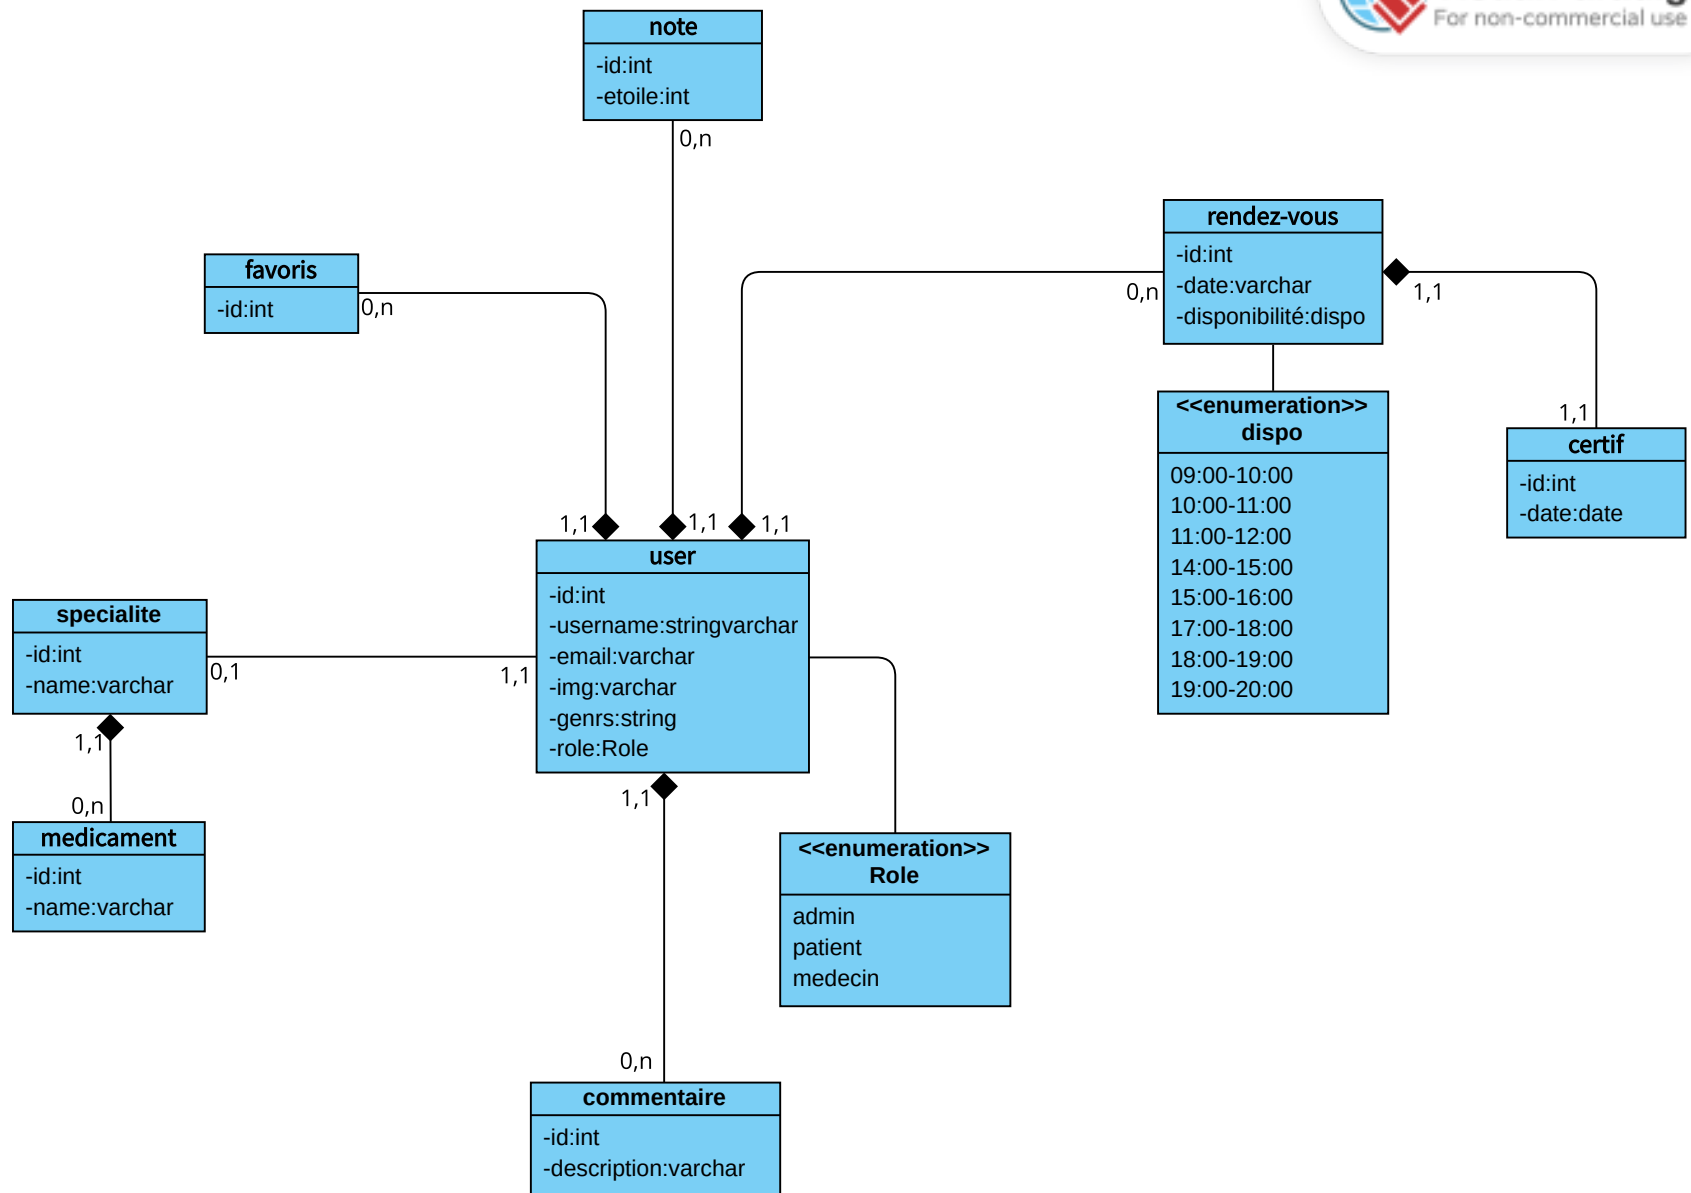 For non-commercial use
note
-id:int
-etoile:int
0,n
rendez-vous
-id:int
-date:varchar
-disponibilité:dispo
0,n
1,1
favoris
-id:int
0,n
<<enumeration>>
dispo
09:00-10:00
10:00-11:00
11:00-12:00
14:00-15:00
15:00-16:00
17:00-18:00
18:00-19:00
19:00-20:00
1,1
certif
-id:int
-date:date
1,1
1,1
1,1
user
-id:int
-username:stringvarchar
-email:varchar
-img:varchar
-genrs:string
-role:Role
specialite
-id:int
-name:varchar
0,1
1,1
1,1
0,n
medicament
-id:int
-name:varchar
1,1
<<enumeration>>
Role
admin
patient
medecin
0,n
commentaire
-id:int
-description:varchar